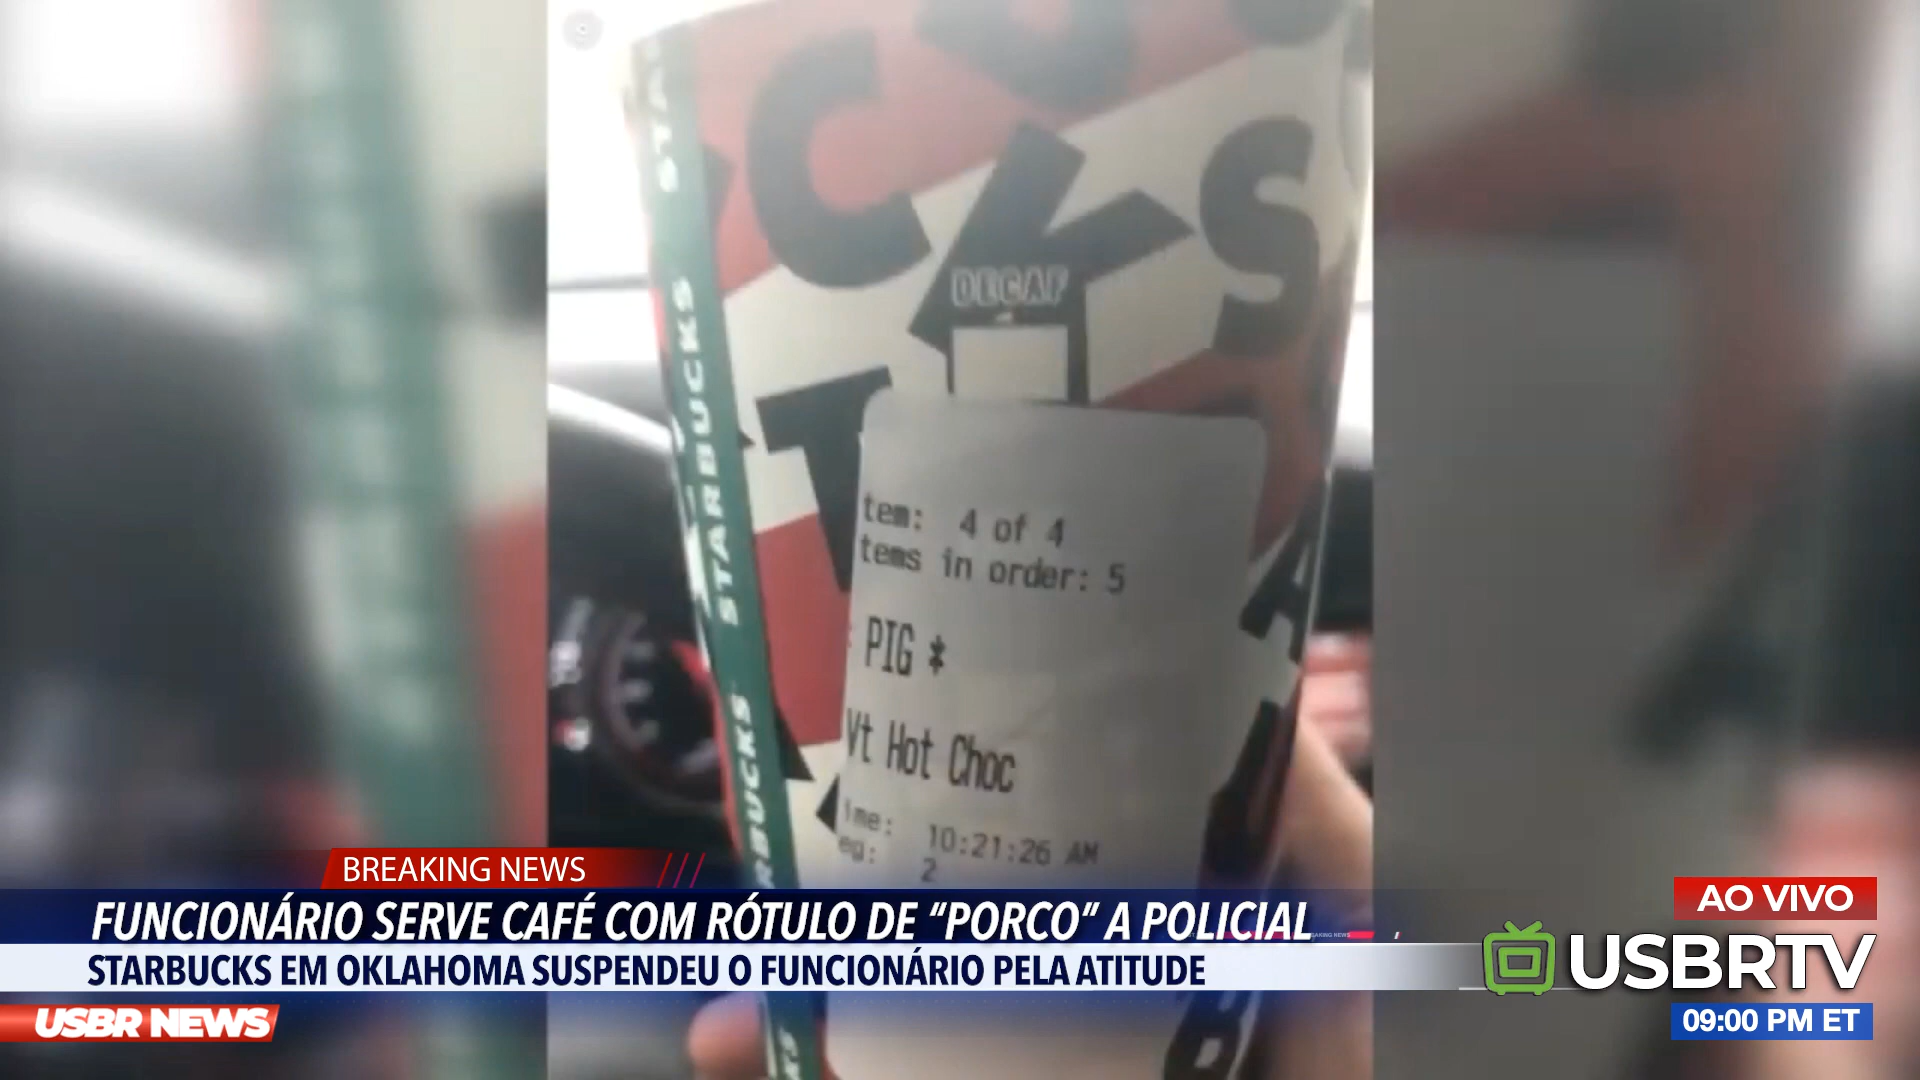 STARBUCKS
STARBUCKS
DECAF
tem: 4 of 4
tems in order: 5
PIG *
Vt Hot Choc
ime: 10:21:26 AM
eg: 2
BREAKING NEWS
FUNCIONÁRIO SERVE CAFÉ COM RÓTULO DE “PORCO“ A POLICIAL
STARBUCKS EM OKLAHOMA SUSPENDEU O FUNCIONÁRIO PELA ATITUDE
USBR NEWS
AO VIVO
USBRTV
09:00 PM ET